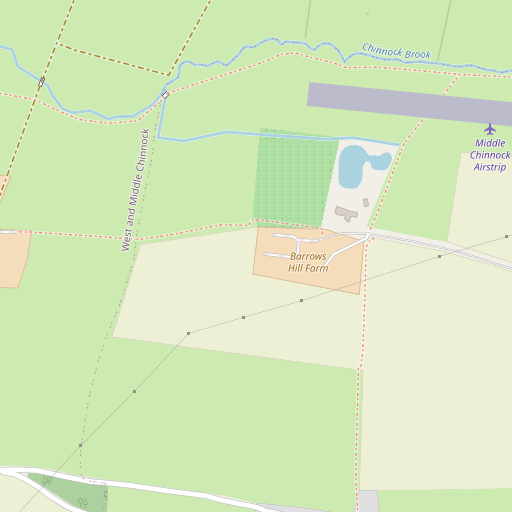 Chinnock Brook
Middle
Chinnock
Airstrip
West and Middle Chinnock
Barrows
Hill Farm